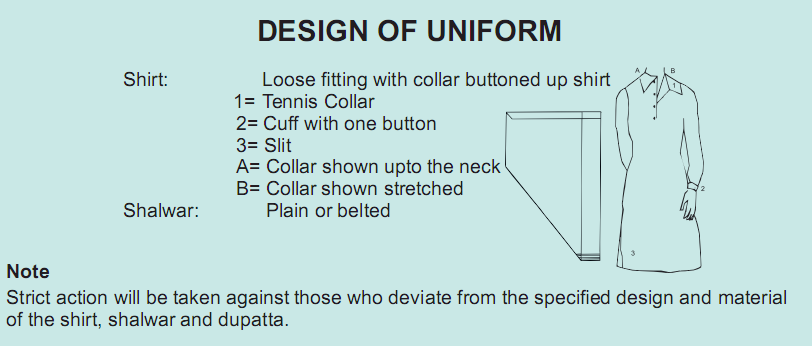 DESIGN OF UNIFORM
Shirt: Loose fitting with collar buttoned up shirt
1= Tennis Collar
2= Cuff with one button
3= Slit
A= Collar shown upto the neck
B= Collar shown stretched
Shalwar: Plain or belted
A B
1
2
3
Note
Strict action will be taken against those who deviate from the specified design and material
of the shirt, shalwar and dupatta.